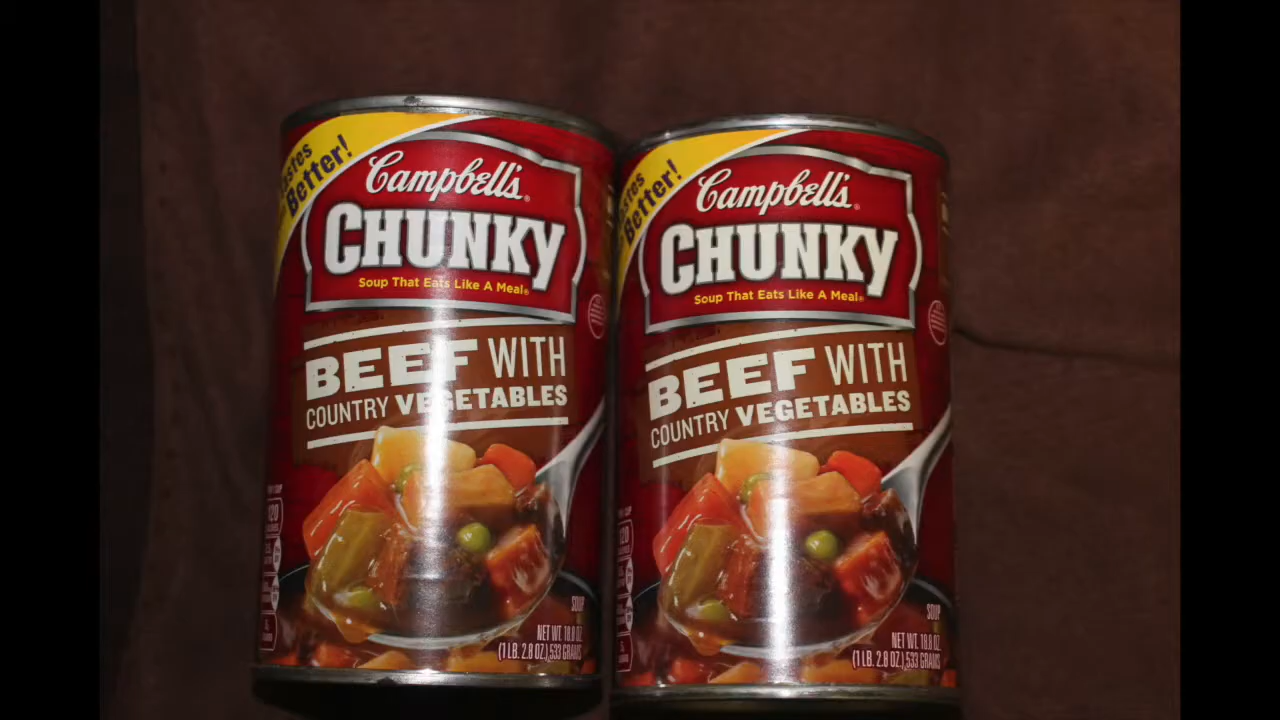 Tastes
Better!
Campbell's®
CHUNKY
Soup That Eats Like A Meal®
BEEF WITH
COUNTRY VEGETABLES
SOUP
NET WT. 18.8 OZ.
(1 LB. 2.8 OZ.) 533 GRAMS
Tastes
Better!
Campbell's®
CHUNKY
Soup That Eats Like A Meal®
BEEF WITH
COUNTRY VEGETABLES
SOUP
NET WT. 18.8 OZ.
(1 LB. 2.8 OZ.) 533 GRAMS